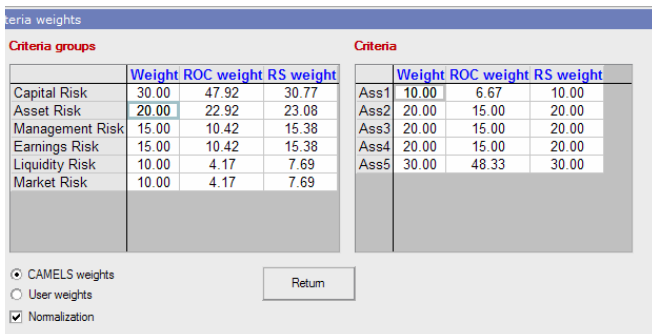 teria weights
Criteria groups
Weight ROC weight RS weight
Capital Risk 30.00 47.92 30.77
Asset Risk 20.00 22.92 23.08
Management Risk 15.00 10.42 15.38
Earnings Risk 15.00 10.42 15.38
Liquidity Risk 10.00 4.17 7.69
Market Risk 10.00 4.17 7.69
Criteria
Weight ROC weight RS weight
Ass1 10.00 6.67 10.00
Ass2 20.00 15.00 20.00
Ass3 20.00 15.00 20.00
Ass4 20.00 15.00 20.00
Ass5 30.00 48.33 30.00
CAMELS weights
User weights
Normalization
Return